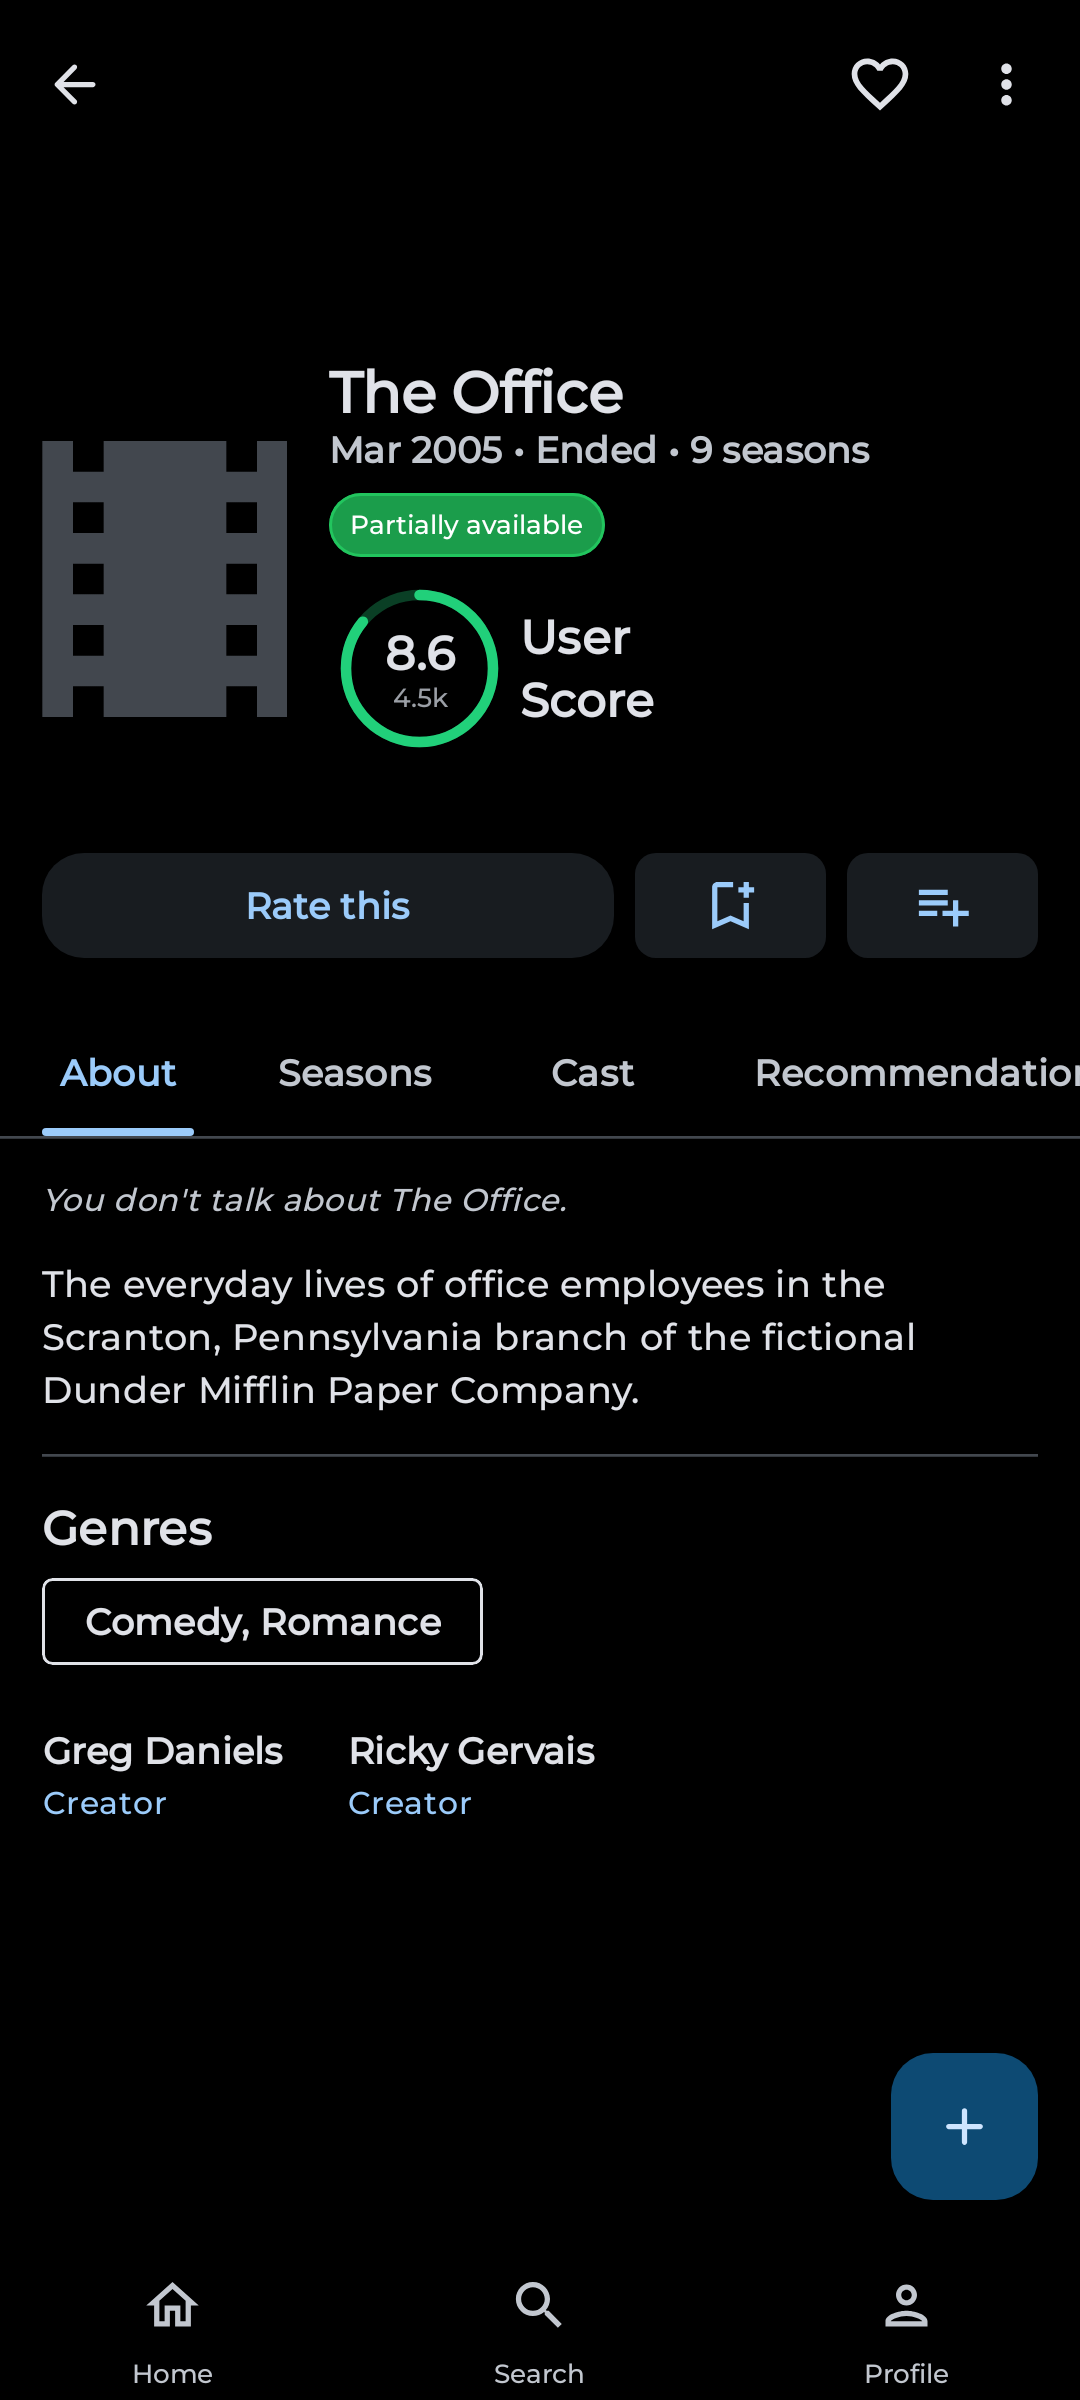 The Office
Mar 2005 • Ended • 9 seasons
Partially available
8.6
4.5k
User
Score
Rate this
About
Seasons
Cast
Recommendation
You don't talk about The Office.
The everyday lives of office employees in the
Scranton, Pennsylvania branch of the fictional
Dunder Mifflin Paper Company.
Genres
Comedy, Romance
Greg Daniels
Creator
Ricky Gervais
Creator
Home
Search
Profile